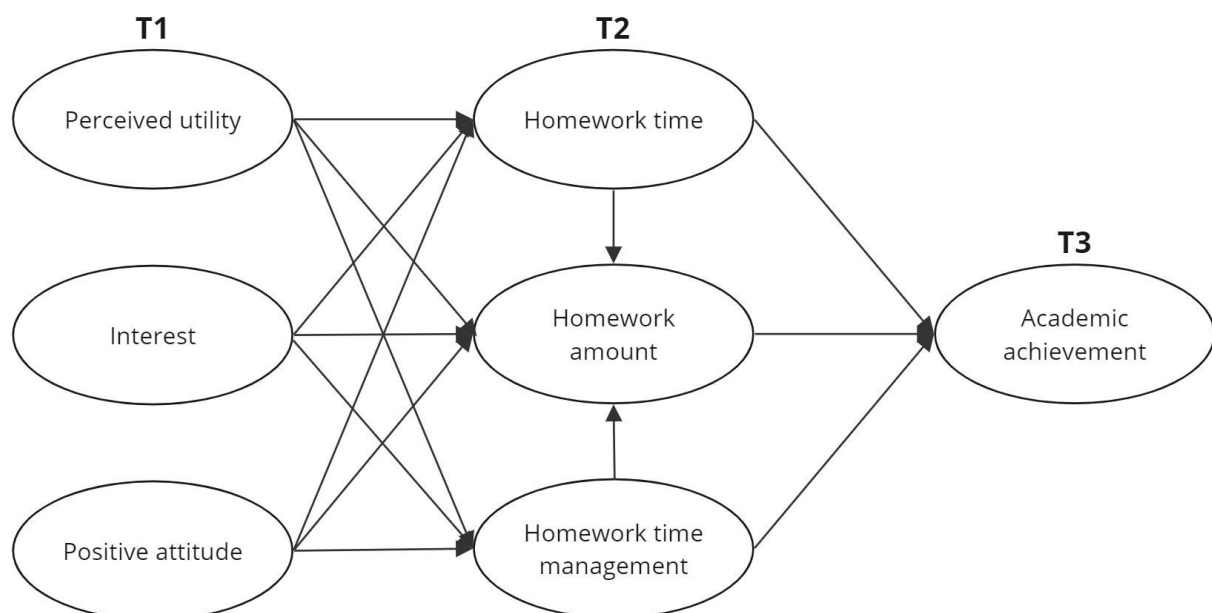 T1
T2
Perceived utility
Homework time
T3
Interest
Homework
amount
Academic
achievement
Positive attitude
Homework time
management